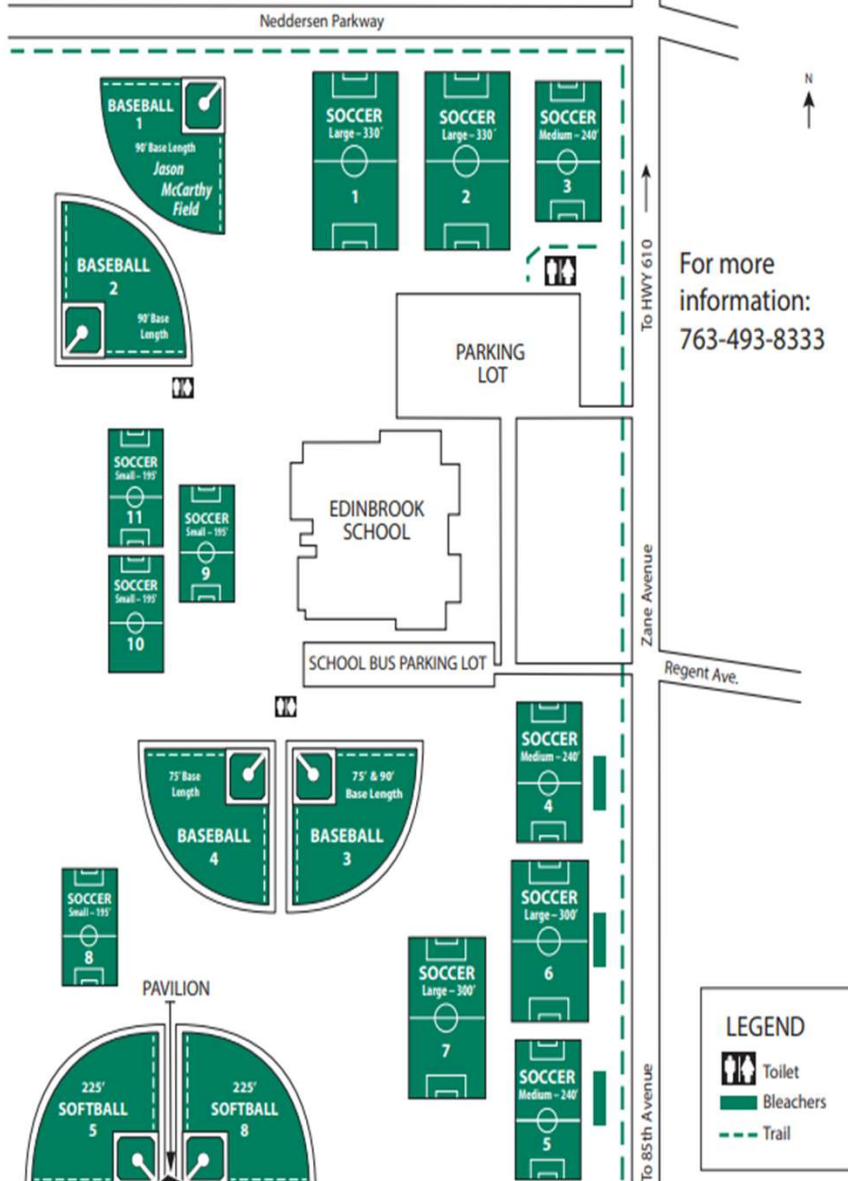 Neddersen Parkway
N
BASEBALL
1
90' Base Length
Jason
McCarthy
Field
SOCCER
Large – 330'
1
SOCCER
Large – 330'
2
SOCCER
Medium – 240'
3
BASEBALL
2
90' Base
Length
To HWY 610
For more
information:
763-493-8333
PARKING
LOT
SOCCER
Small – 195'
11
SOCCER
Small – 195'
9
SOCCER
Small – 195'
10
EDINBROOK
SCHOOL
Zane Avenue
SCHOOL BUS PARKING LOT
Regent Ave.
75' Base
Length
BASEBALL
4
75' & 90'
Base Length
BASEBALL
3
SOCCER
Medium – 240'
4
SOCCER
Small – 195'
8
SOCCER
Large – 300'
6
SOCCER
Large – 300'
7
PAVILION
225'
SOFTBALL
5
225'
SOFTBALL
8
SOCCER
Medium – 240'
5
To 85th Avenue
LEGEND
Toilet
Bleachers
Trail